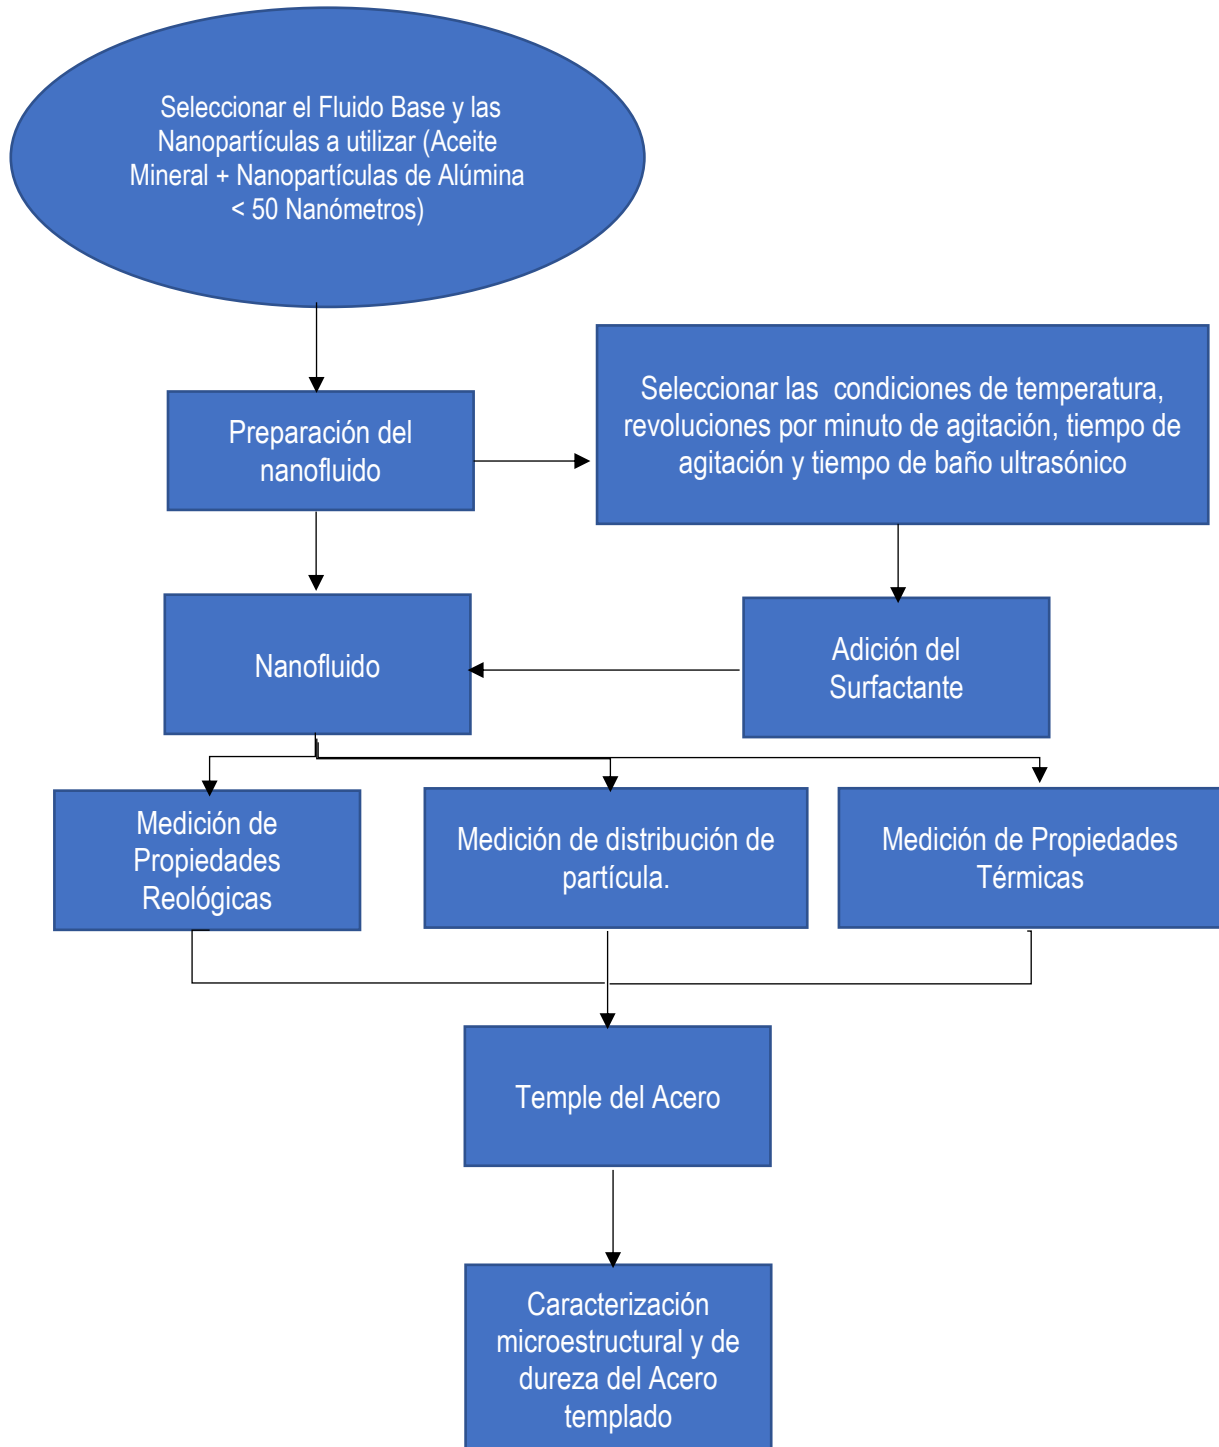 Seleccionar el Fluido Base y las
Nanopartículas a utilizar (Aceite
Mineral + Nanopartículas de Alúmina
< 50 Nanómetros)
Preparación del
nanofluido
Seleccionar las  condiciones de temperatura,
revoluciones por minuto de agitación, tiempo de
agitación y tiempo de baño ultrasónico
Nanofluido
Adición del
Surfactante
Medición de
Propiedades
Reológicas
Medición de distribución de
partícula.
Medición de Propiedades
Térmicas
Temple del Acero
Caracterización
microestructural y de
dureza del Acero
templado